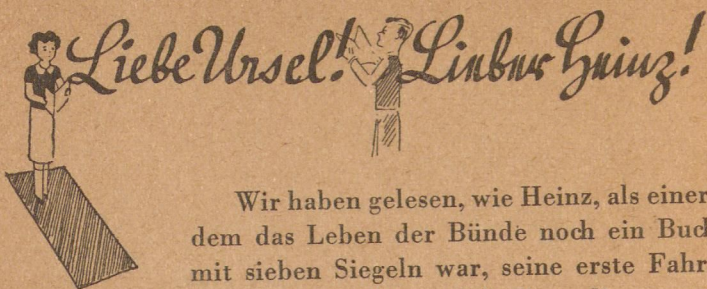 Liebe Ursel! Lieber Heinz!
Wir haben gelesen, wie Heinz, als einer
dem das Leben der Bünde noch ein Buc
mit sieben Siegeln war, seine erste Fahr